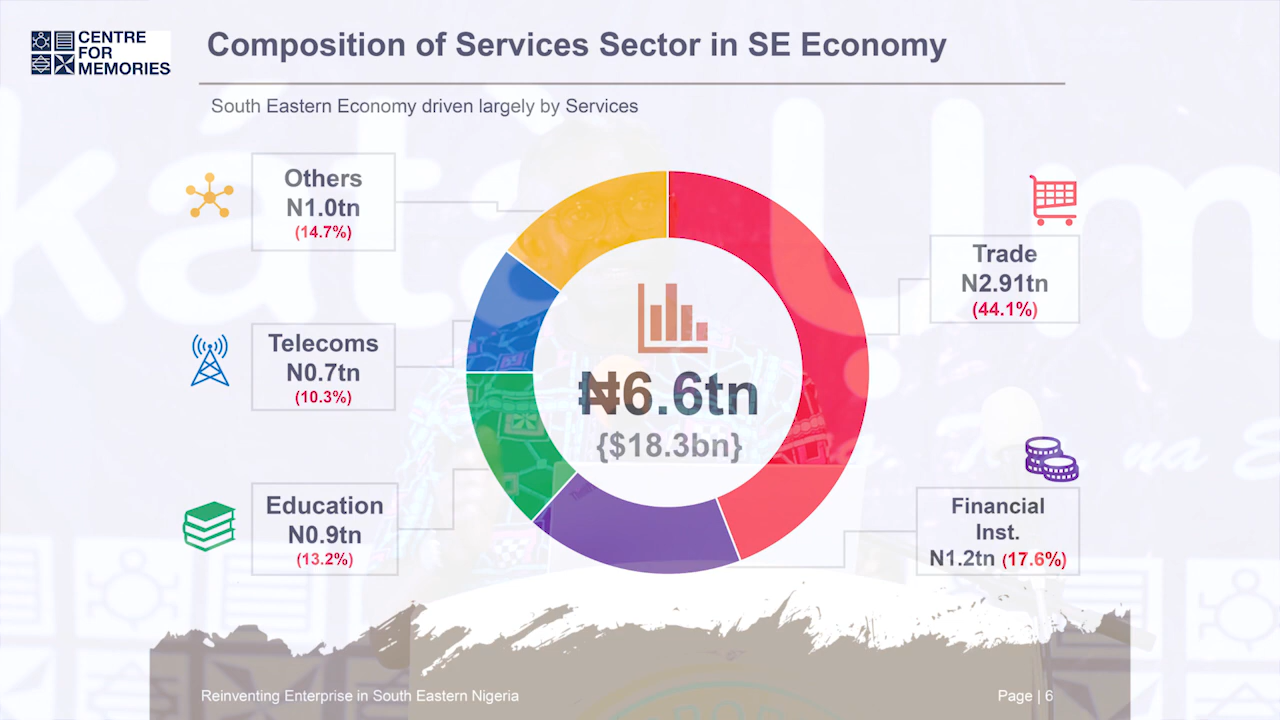 CENTRE
FOR
MEMORIES
Composition of Services Sector in SE Economy
South Eastern Economy driven largely by Services
Others
N1.0tn
(14.7%)
Telecoms
N0.7tn
(10.3%)
Education
N0.9tn
(13.2%)
₦6.6tn
{$18.3bn}
Trade
N2.91tn
(44.1%)
Financial
Inst.
N1.2tn (17.6%)
Reinventing Enterprise in South Eastern Nigeria
Page | 6